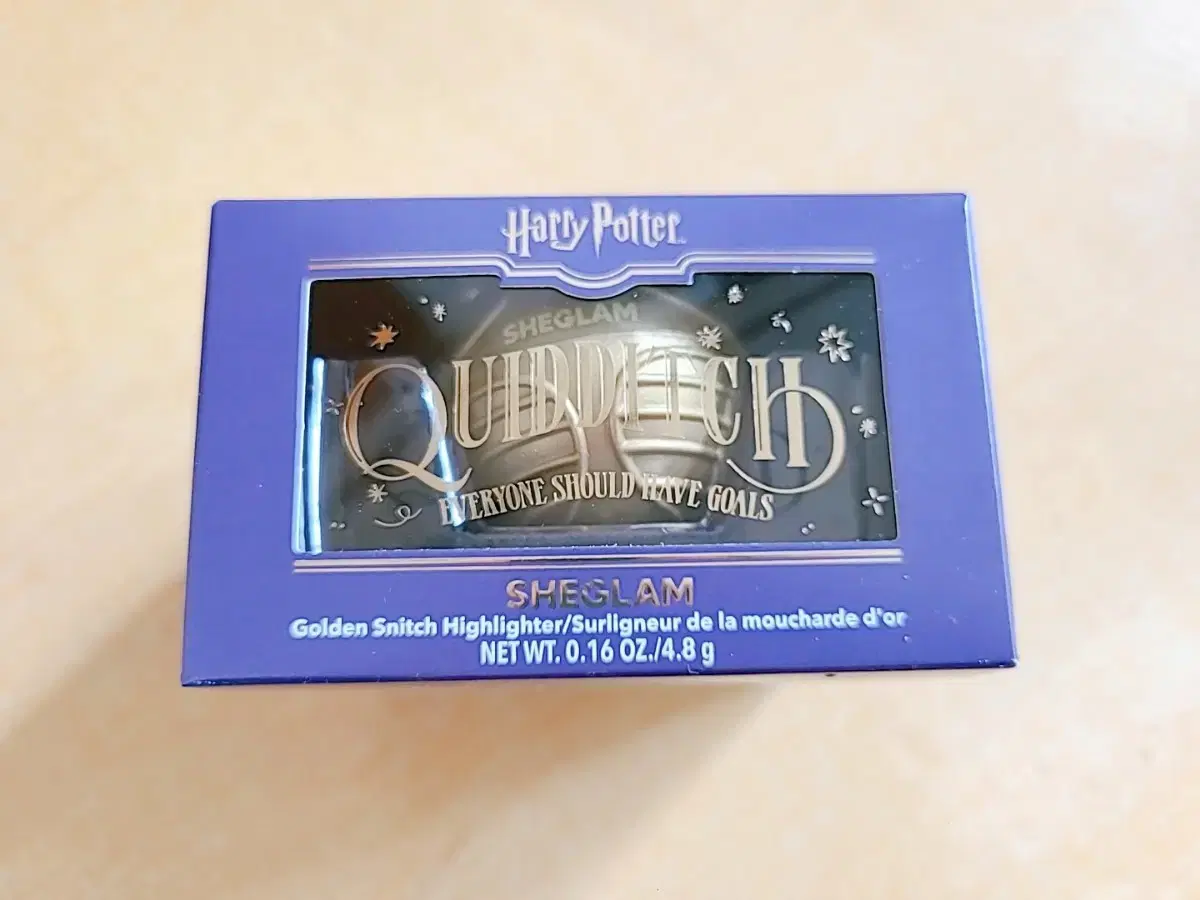 Harry Potter
SHEGLAM
QUIDDITCH
EVERYONE SHOULD HAVE GOALS
SHEGLAM
Golden Snitch Highlighter/Surligneur de la moucharde d'or
NET WT. 0.16 OZ./4.8 g